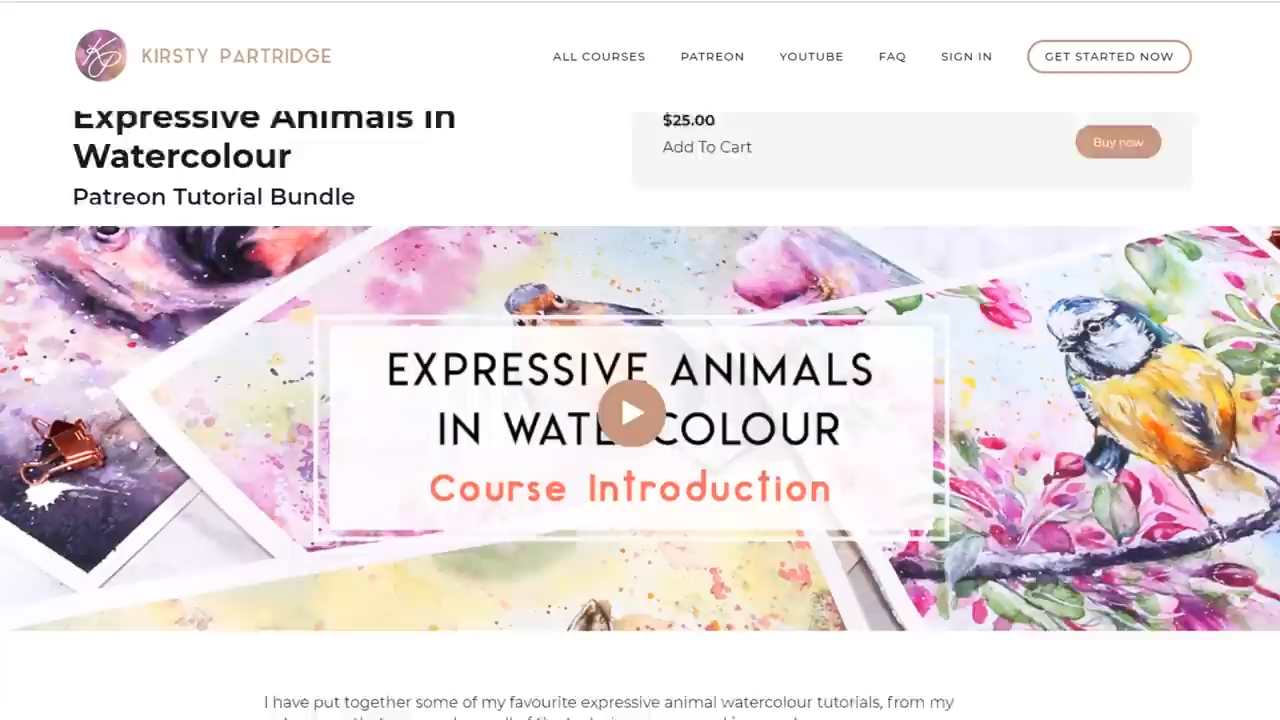 KIRSTY PARTRIDGE
ALL COURSES PATREON YOUTUBE FAQ SIGN IN GET STARTED NOW
Expressive Animals in
Watercolour
Patreon Tutorial Bundle
$25.00
Add To Cart
Buy now
EXPRESSIVE ANIMALS
IN WATERCOLOUR
Course Introduction
I have put together some of my favourite expressive animal watercolour tutorials, from my